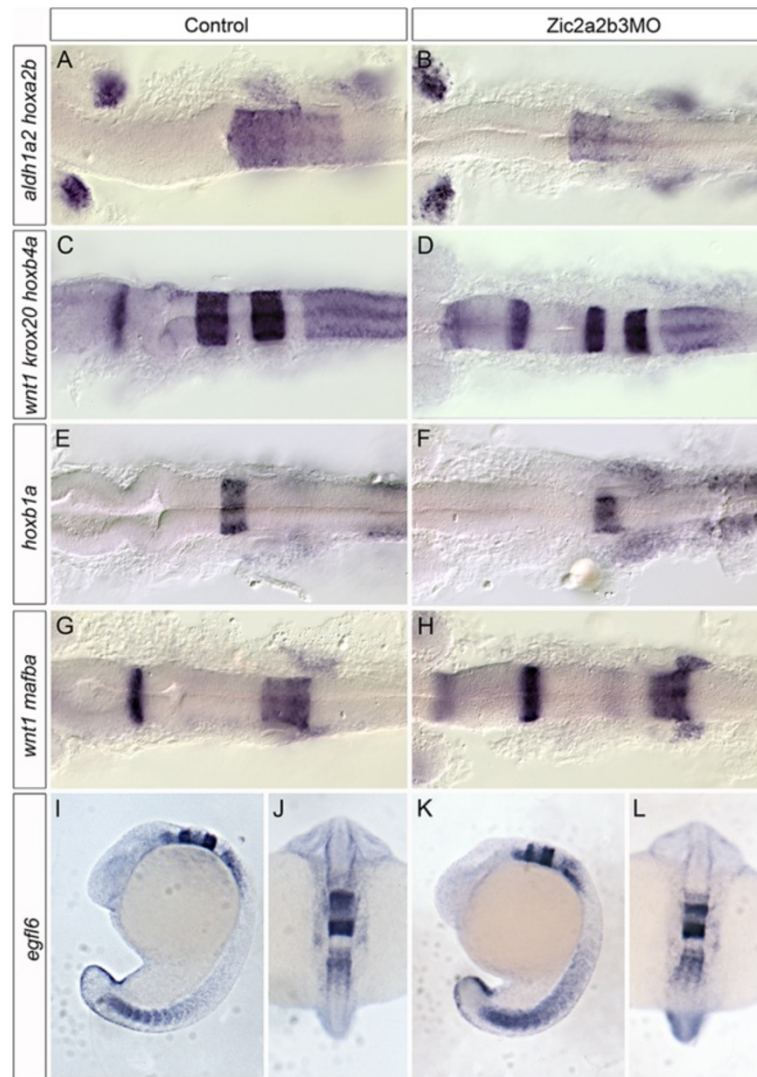 Control Zic2a2b3MO
aldh1a2 hoxa2b
A B
wnt1 krox20 hoxb4a
C D
hoxb1a
E F
wnt1 mafba
G H
egfl6
I J K L